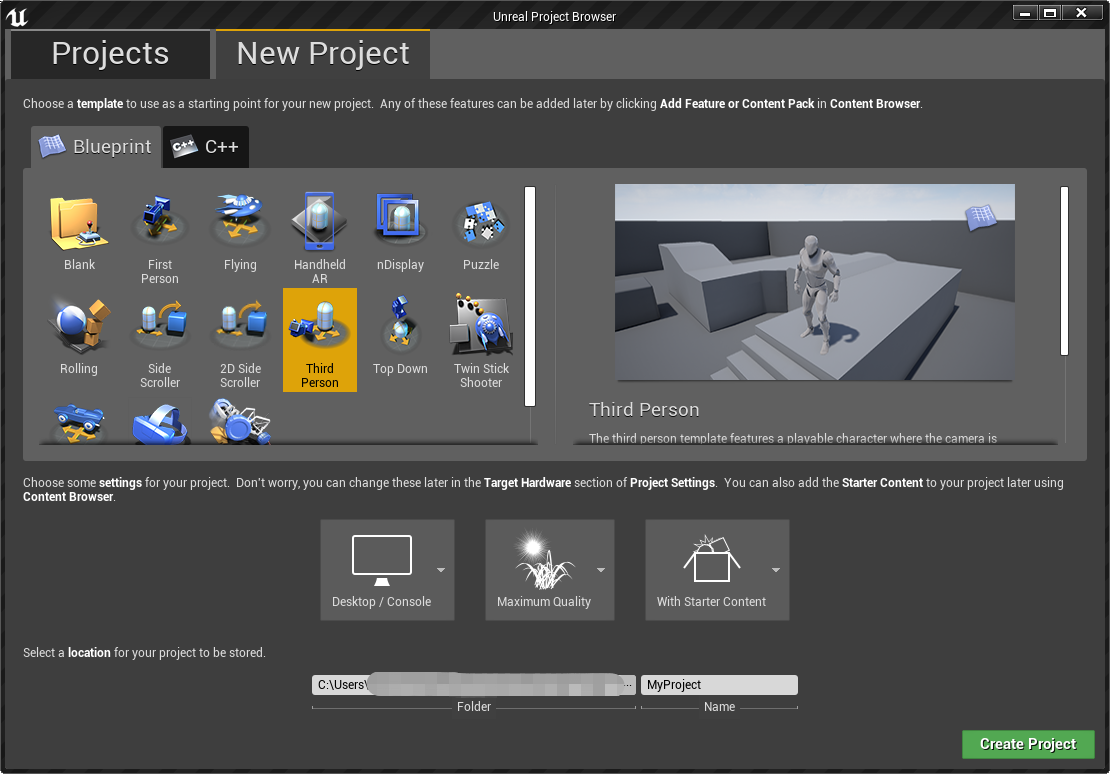 Unreal Project Browser
Projects
New Project
Choose a template to use as a starting point for your new project.  Any of these features can be added later by clicking Add Feature or Content Pack in Content Browser.
Blueprint
C++
C++
Blank
First
Person
Flying
Handheld
AR
nDisplay
Puzzle
Rolling
Side
Scroller
2D Side
Scroller
Third
Person
Top Down
Twin Stick
Shooter
Third Person
The third person template features a playable character where the camera is
Choose some settings for your project.  Don't worry, you can change these later in the Target Hardware section of Project Settings.  You can also add the Starter Content to your project later using
Content Browser.
Desktop / Console
Maximum Quality
With Starter Content
Select a location for your project to be stored.
C:\Users\
...
MyProject
Folder
Name
Create Project